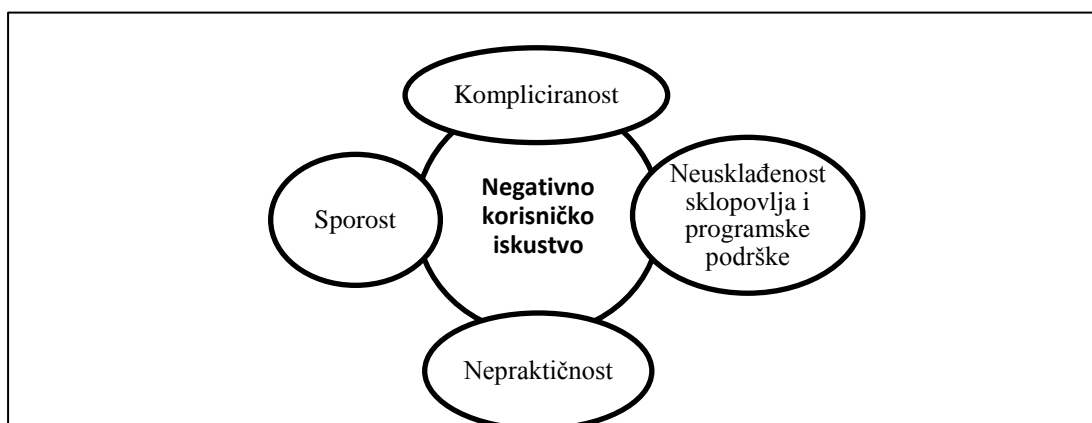 Kompliciranost
Negativno
korisničko
iskustvo
Neusklađenost
sklopovlja i
programske
podrške
Sporost
Nepraktičnost